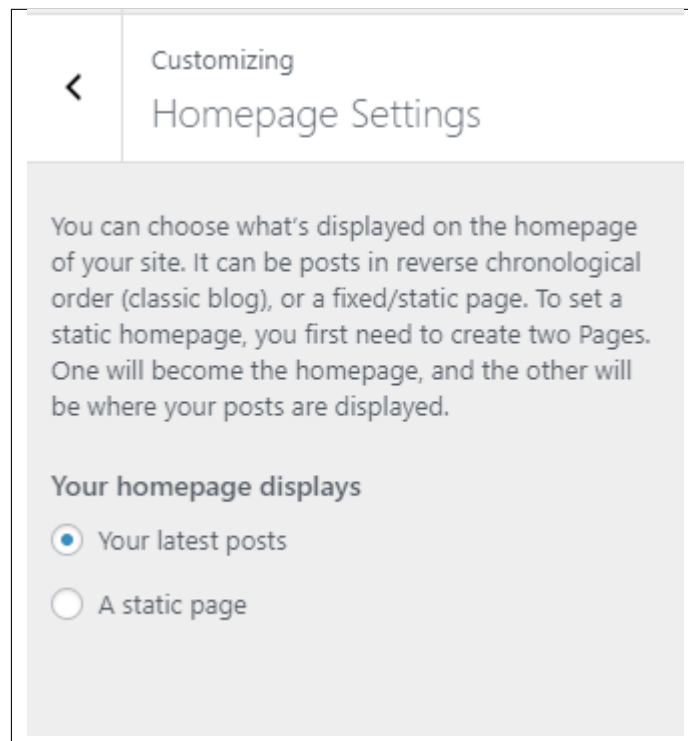 Customizing
Homepage Settings
You can choose what's displayed on the homepage
of your site. It can be posts in reverse chronological
order (classic blog), or a fixed/static page. To set a
static homepage, you first need to create two Pages.
One will become the homepage, and the other will
be where your posts are displayed.
Your homepage displays
Your latest posts
A static page